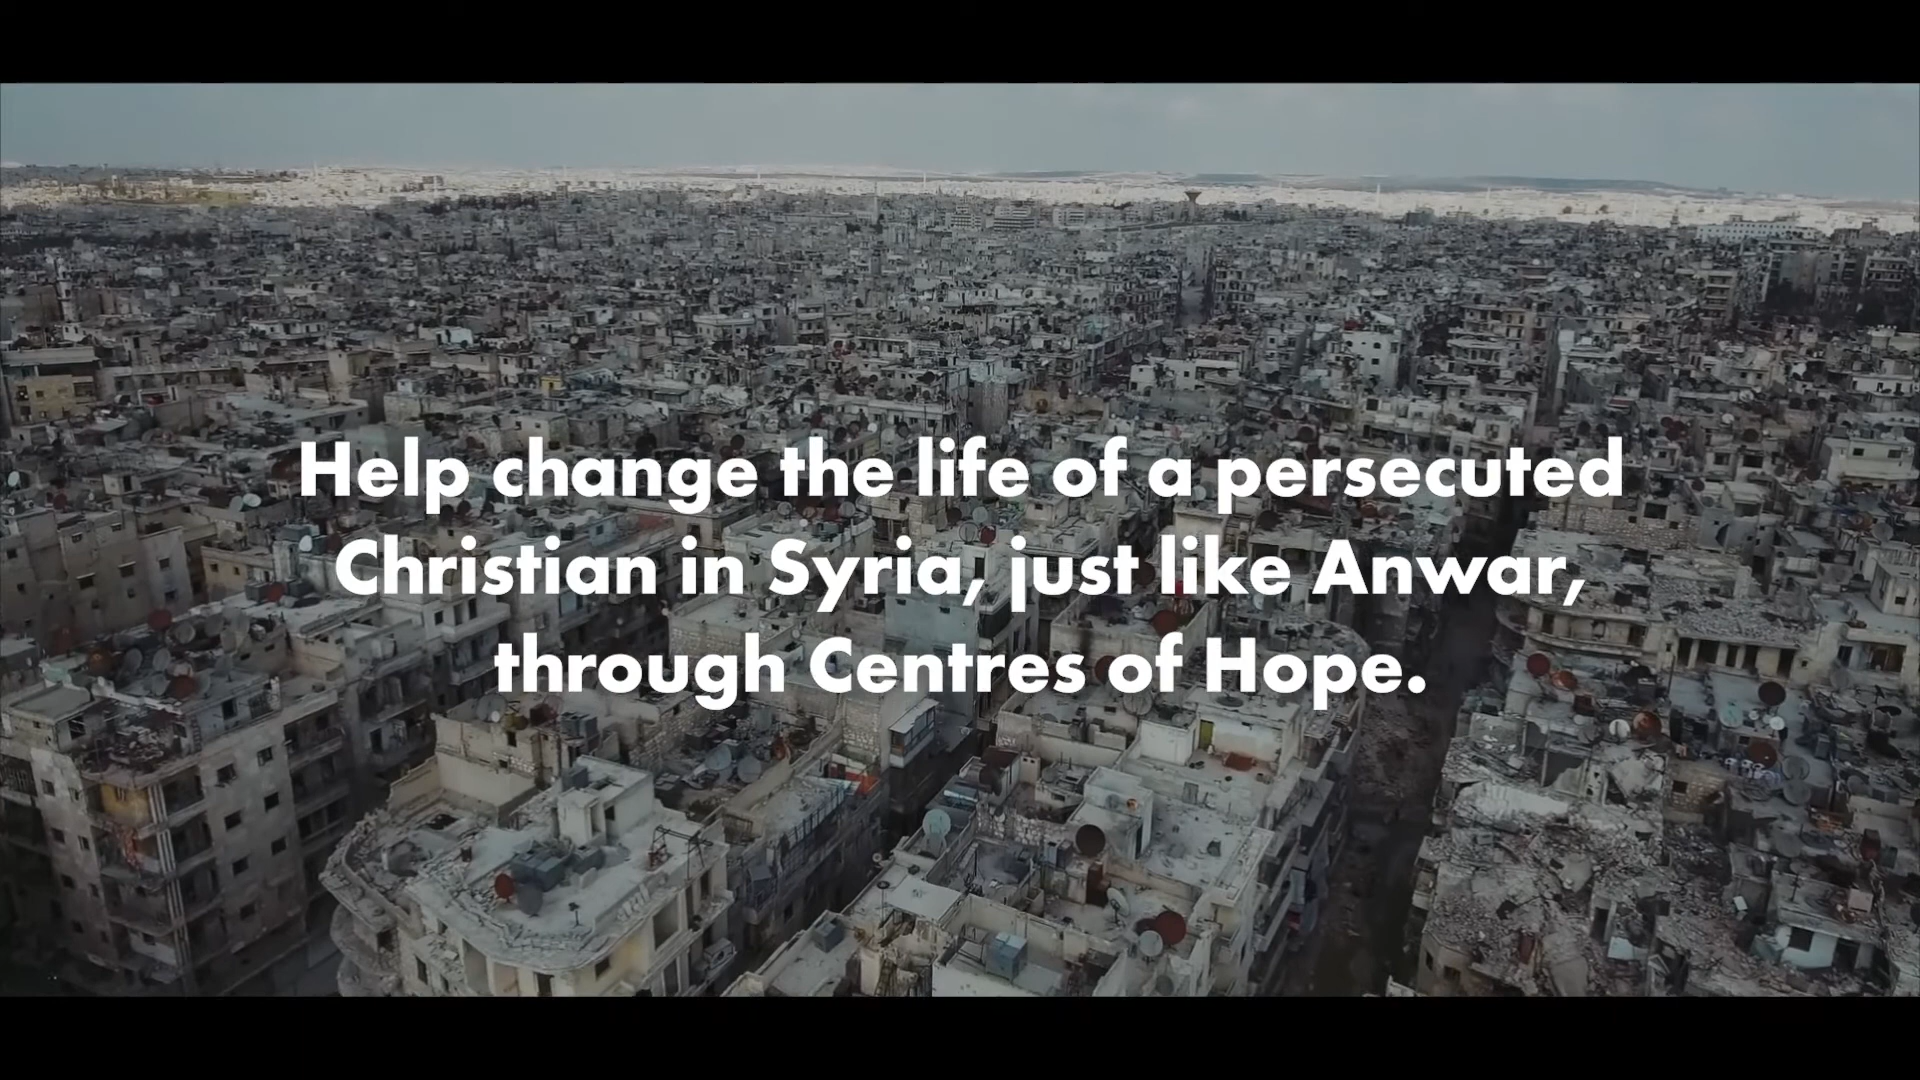 Help change the life of a persecuted
Christian in Syria, just like Anwar,
through Centres of Hope.